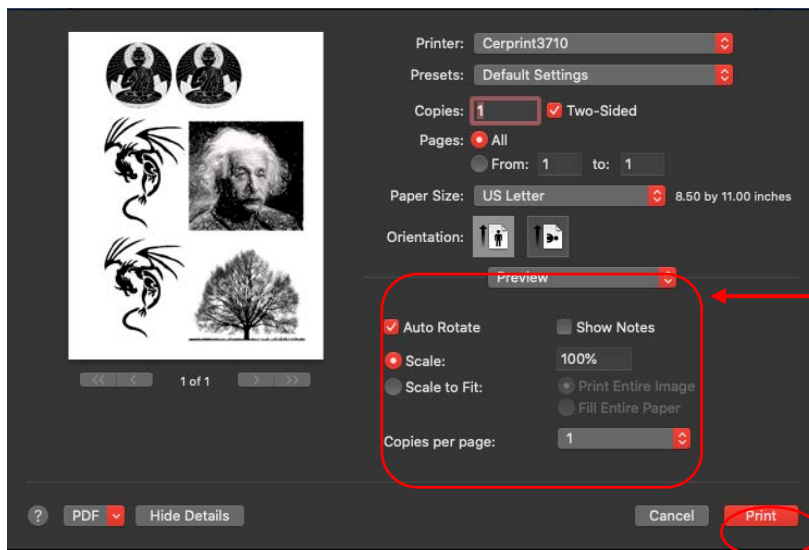 Printer: Cerprint3710
Presets: Default Settings
Copies: 1 Two-Sided
Pages: All
From: 1 to: 1
Paper Size: US Letter 8.50 by 11.00 inches
Orientation:
Preview
Auto Rotate Show Notes
Scale: 100%
Scale to Fit: Print Entire Image
Fill Entire Paper
Copies per page: 1
1 of 1
? PDF Hide Details Cancel Print